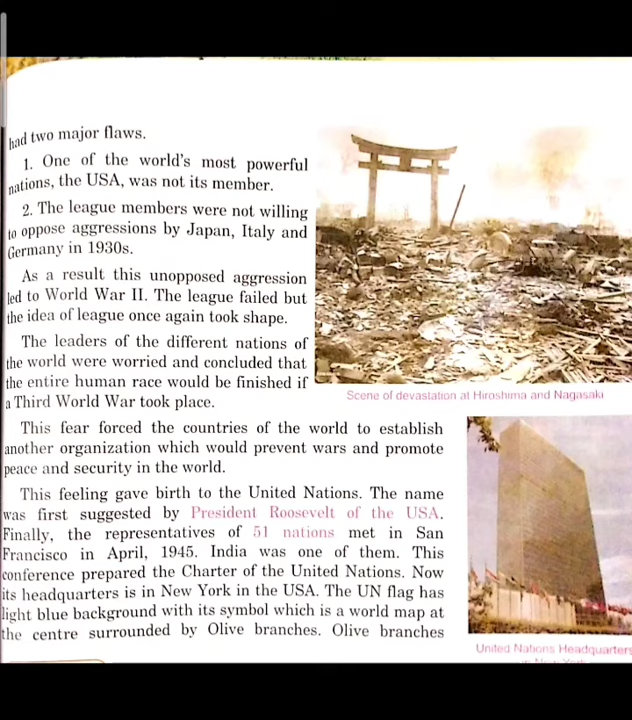 had two major flaws.
1. One of the world's most powerful
nations, the USA, was not its member.
2. The league members were not willing
to oppose aggressions by Japan, Italy and
Germany in 1930s.
As a result this unopposed aggression
led to World War II. The league failed but
the idea of league once again took shape.
The leaders of the different nations of
the world were worried and concluded that
the entire human race would be finished if
a Third World War took place.
Scene of devastation at Hiroshima and Nagasaki
This fear forced the countries of the world to establish
another organization which would prevent wars and promote
peace and security in the world.
This feeling gave birth to the United Nations. The name
was first suggested by President Roosevelt of the USA.
Finally, the representatives of 51 nations met in San
Francisco in April, 1945. India was one of them. This
conference prepared the Charter of the United Nations. Now
its headquarters is in New York in the USA. The UN flag has
light blue background with its symbol which is a world map at
the centre surrounded by Olive branches. Olive branches
United Nations Headquarters